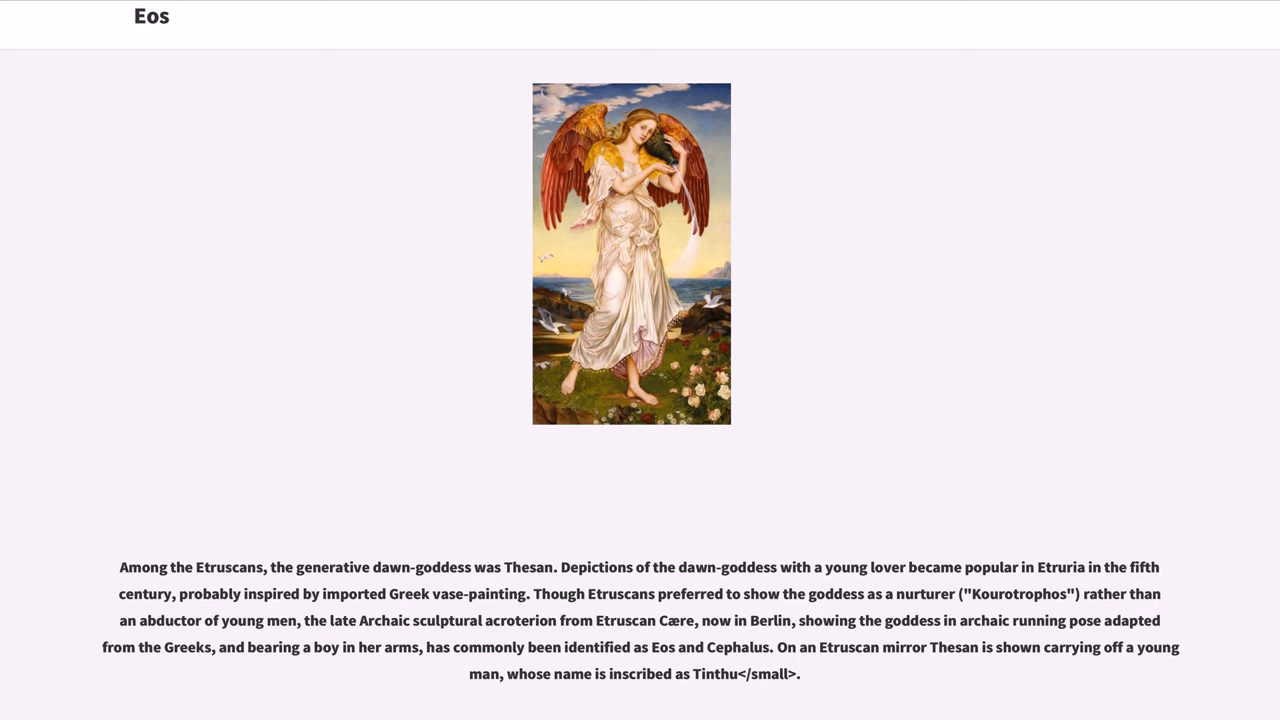 Eos
Among the Etruscans, the generative dawn-goddess was Thesan. Depictions of the dawn-goddess with a young lover became popular in Etruria in the fifth
century, probably inspired by imported Greek vase-painting. Though Etruscans preferred to show the goddess as a nurturer ("Kourotrophos") rather than
an abductor of young men, the late Archaic sculptural acroterion from Etruscan Cære, now in Berlin, showing the goddess in archaic running pose adapted
from the Greeks, and bearing a boy in her arms, has commonly been identified as Eos and Cephalus. On an Etruscan mirror Thesan is shown carrying off a young
man, whose name is inscribed as Tinthu</small>.